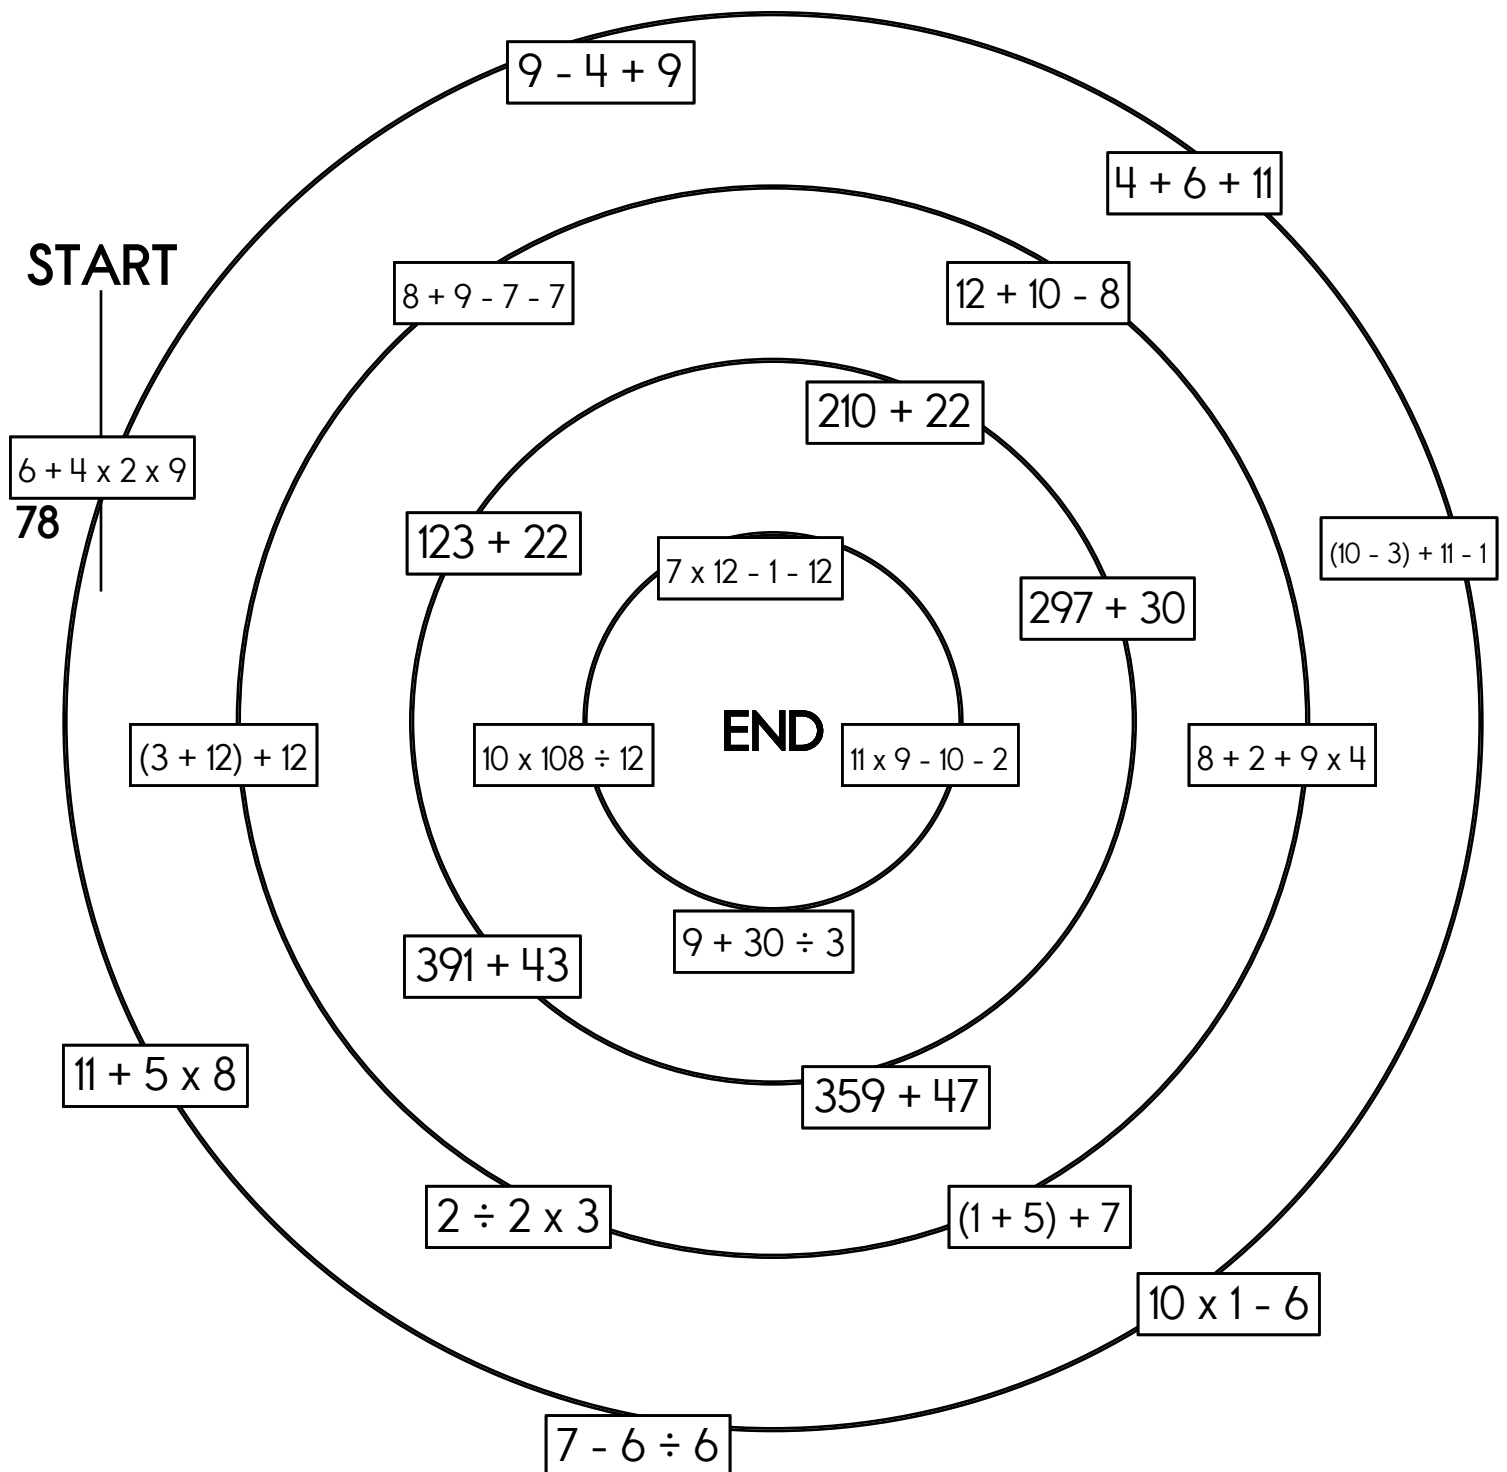 9 - 4 + 9
4 + 6 + 11
START
8 + 9 - 7 - 7
12 + 10 - 8
210 + 22
6 + 4 x 2 x 9
78
123 + 22
(10 - 3) + 11 - 1
7 x 12 - 1 - 12
297 + 30
END
(3 + 12) + 12
10 x 108 ÷ 12
11 x 9 - 10 - 2
8 + 2 + 9 x 4
9 + 30 ÷ 3
391 + 43
11 + 5 x 8
359 + 47
2 ÷ 2 x 3
(1 + 5) + 7
10 x 1 - 6
7 - 6 ÷ 6